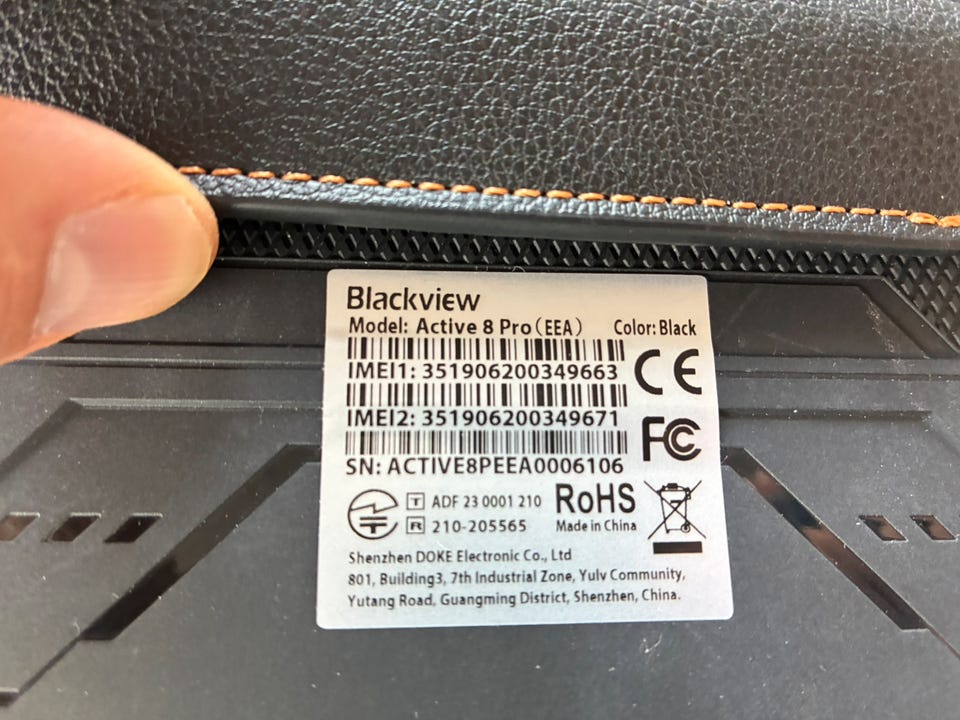 Blackview
Model: Active 8 Pro（EEA） Color: Black
IMEI1: 351906200349663
IMEI2: 351906200349671
SN: ACTIVE8PEEA0006106
CE
FC
T ADF 23 0001 210
R 210-205565
RoHS
Made in China
Shenzhen DOKE Electronic Co., Ltd
801, Building3, 7th Industrial Zone, Yulv Community,
Yutang Road, Guangming District, Shenzhen, China.